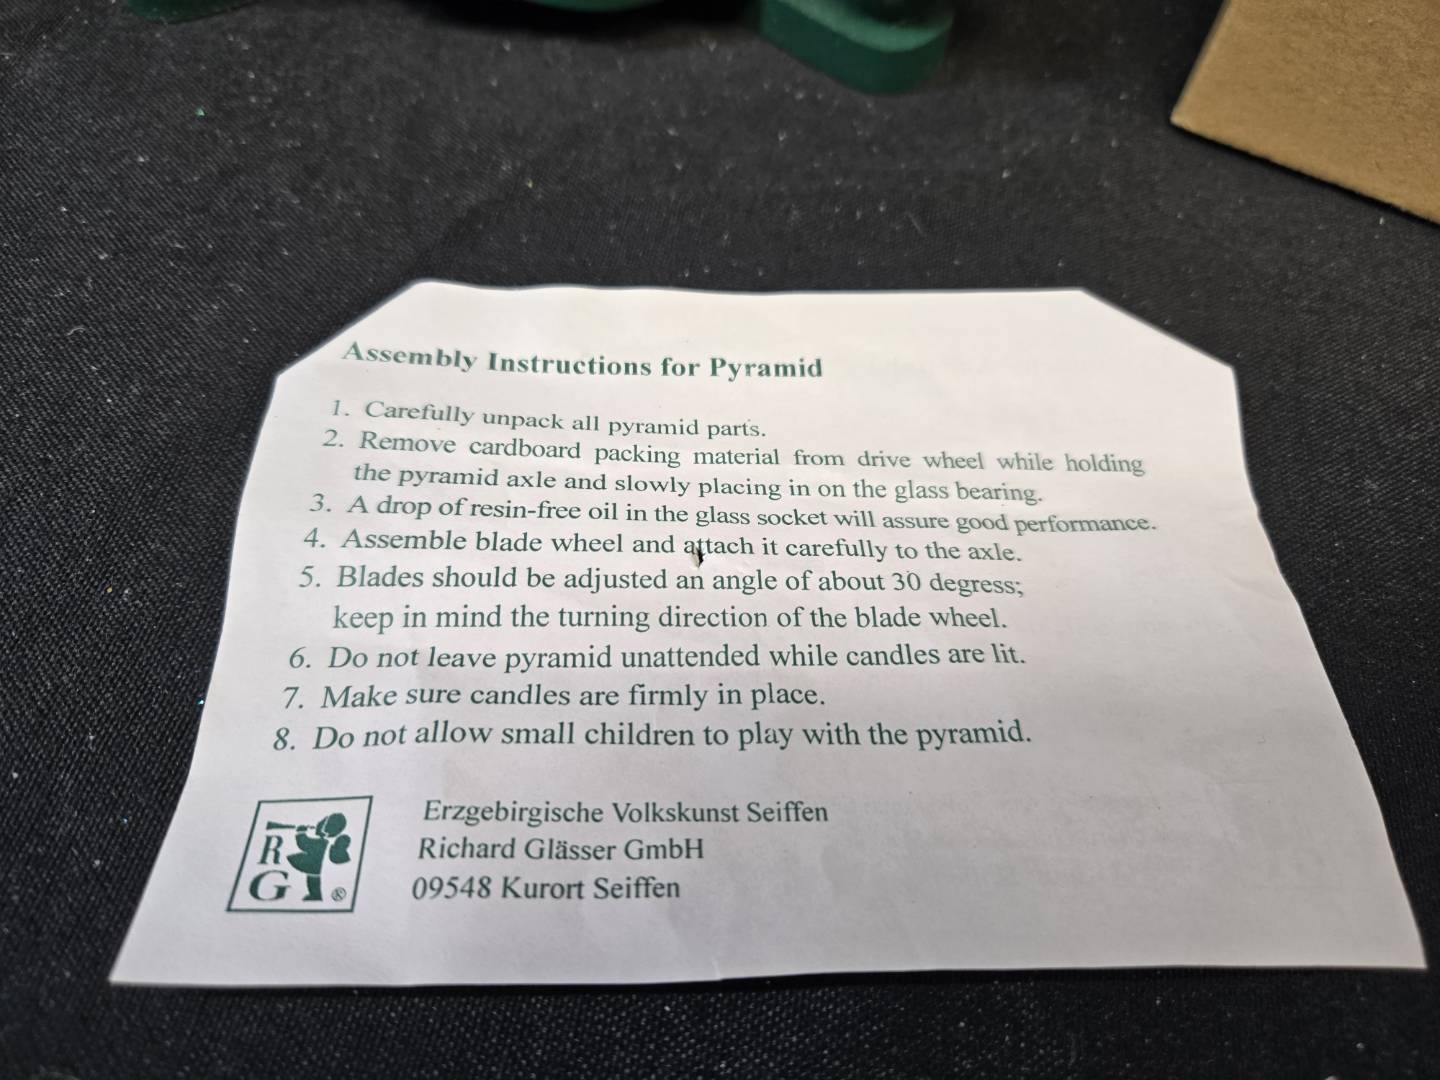 Assembly Instructions for Pyramid
1. Carefully unpack all pyramid parts.
2. Remove cardboard packing material from drive wheel while holding
the pyramid axle and slowly placing in on the glass bearing.
3. A drop of resin-free oil in the glass socket will assure good performance.
4. Assemble blade wheel and attach it carefully to the axle.
5. Blades should be adjusted an angle of about 30 degress;
keep in mind the turning direction of the blade wheel.
6. Do not leave pyramid unattended while candles are lit.
7. Make sure candles are firmly in place.
8. Do not allow small children to play with the pyramid.
R
G ®
Erzgebirgische Volkskunst Seiffen
Richard Glässer GmbH
09548 Kurort Seiffen